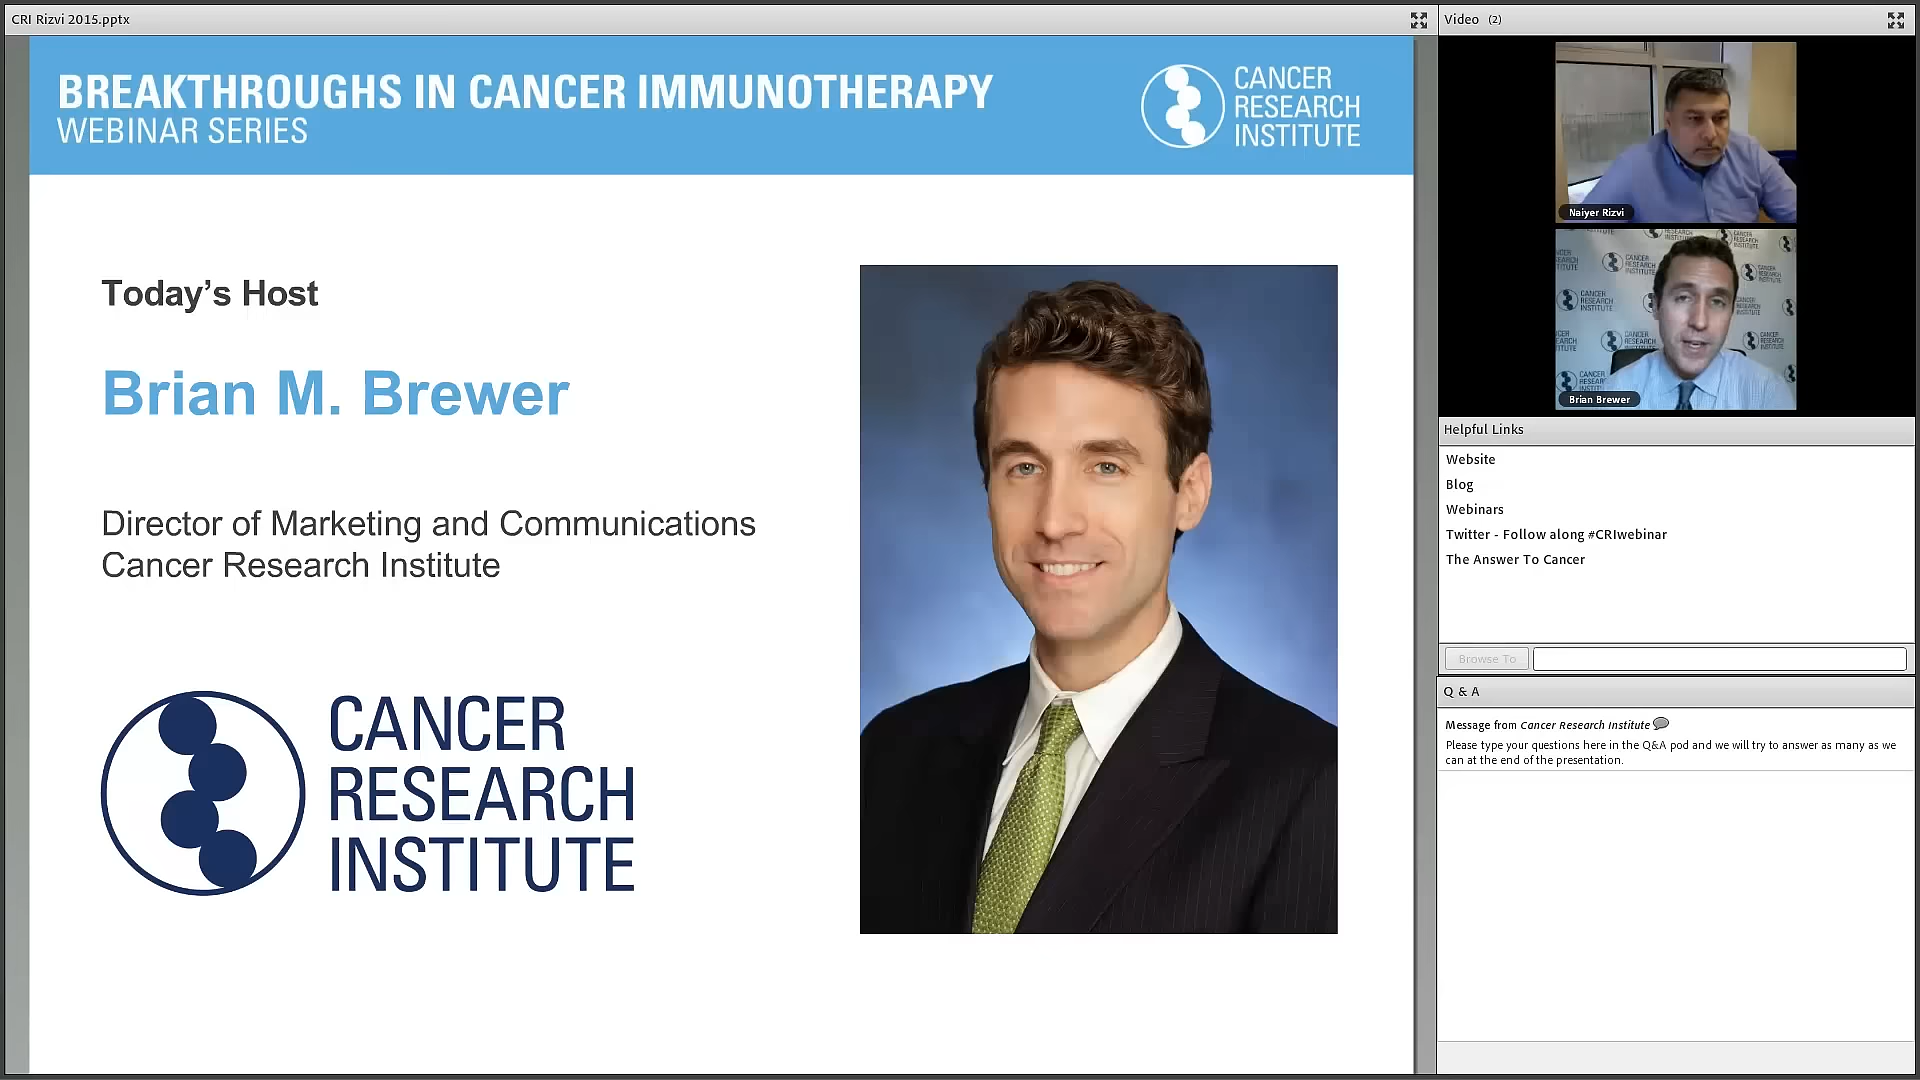 CRI Rizvi 2015.pptx
BREAKTHROUGHS IN CANCER IMMUNOTHERAPY
WEBINAR SERIES
CANCER
RESEARCH
INSTITUTE
Today’s Host
Brian M. Brewer
Director of Marketing and Communications
Cancer Research Institute
CANCER
RESEARCH
INSTITUTE
Video (2)
Naiyer Rizvi
CANCER
RESEARCH
INSTITUTE
Brian Brewer
Helpful Links
Website
Blog
Webinars
Twitter - Follow along #CRIwebinar
The Answer To Cancer
Browse To
Q & A
Message from Cancer Research Institute
Please type your questions here in the Q&A pod and we will try to answer as many as we
can at the end of the presentation.